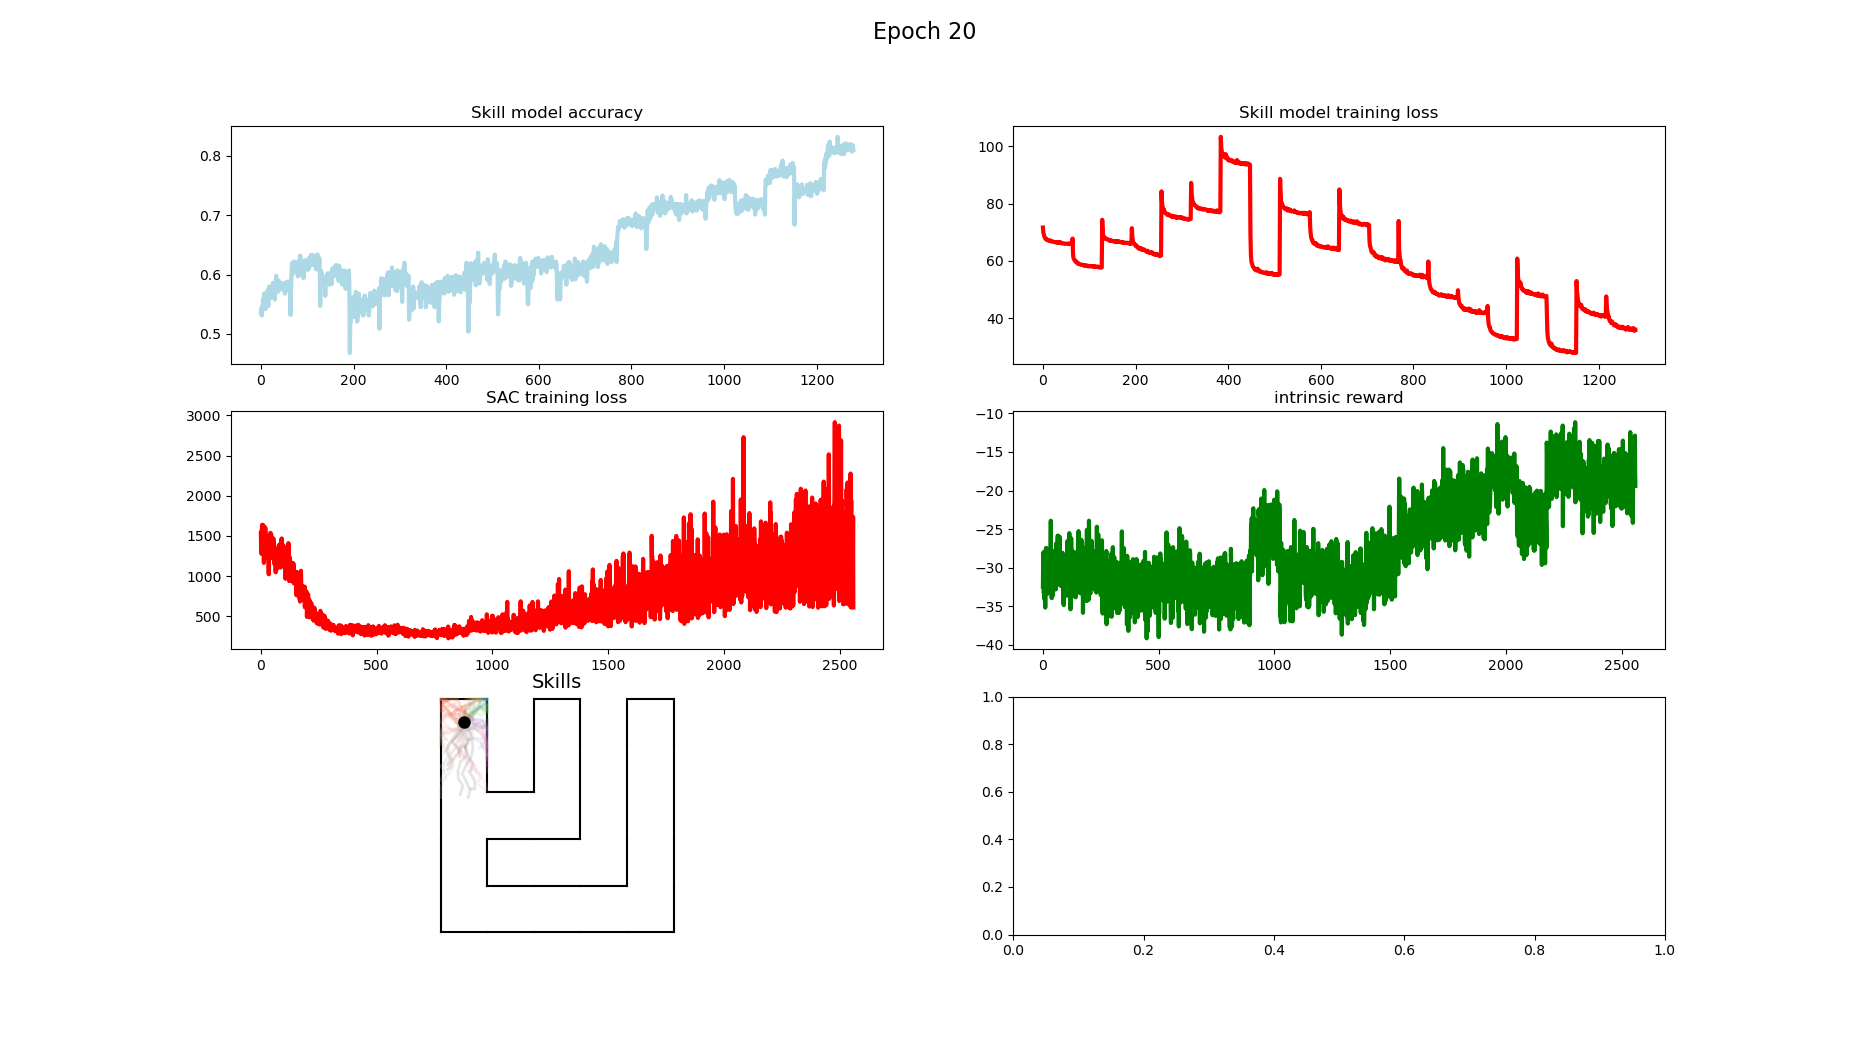 Epoch 20
Skill model accuracy
0.8
0.7
0.6
0.5
0 200 400 600 800 1000 1200
Skill model training loss
100
80
60
40
0 200 400 600 800 1000 1200
SAC training loss
3000
2500
2000
1500
1000
500
0 500 1000 1500 2000 2500
intrinsic reward
−10
−15
−20
−25
−30
−35
−40
0 500 1000 1500 2000 2500
Skills
1.0
0.8
0.6
0.4
0.2
0.0
0.0 0.2 0.4 0.6 0.8 1.0